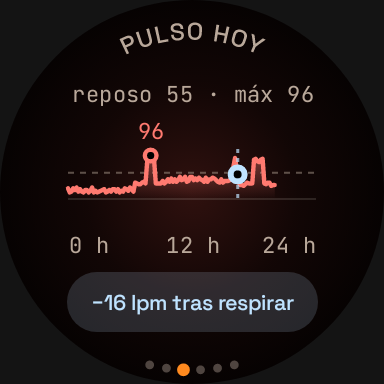 PULSO HOY
reposo 55 · máx 96
96
0 h 12 h 24 h
−16 lpm tras respirar